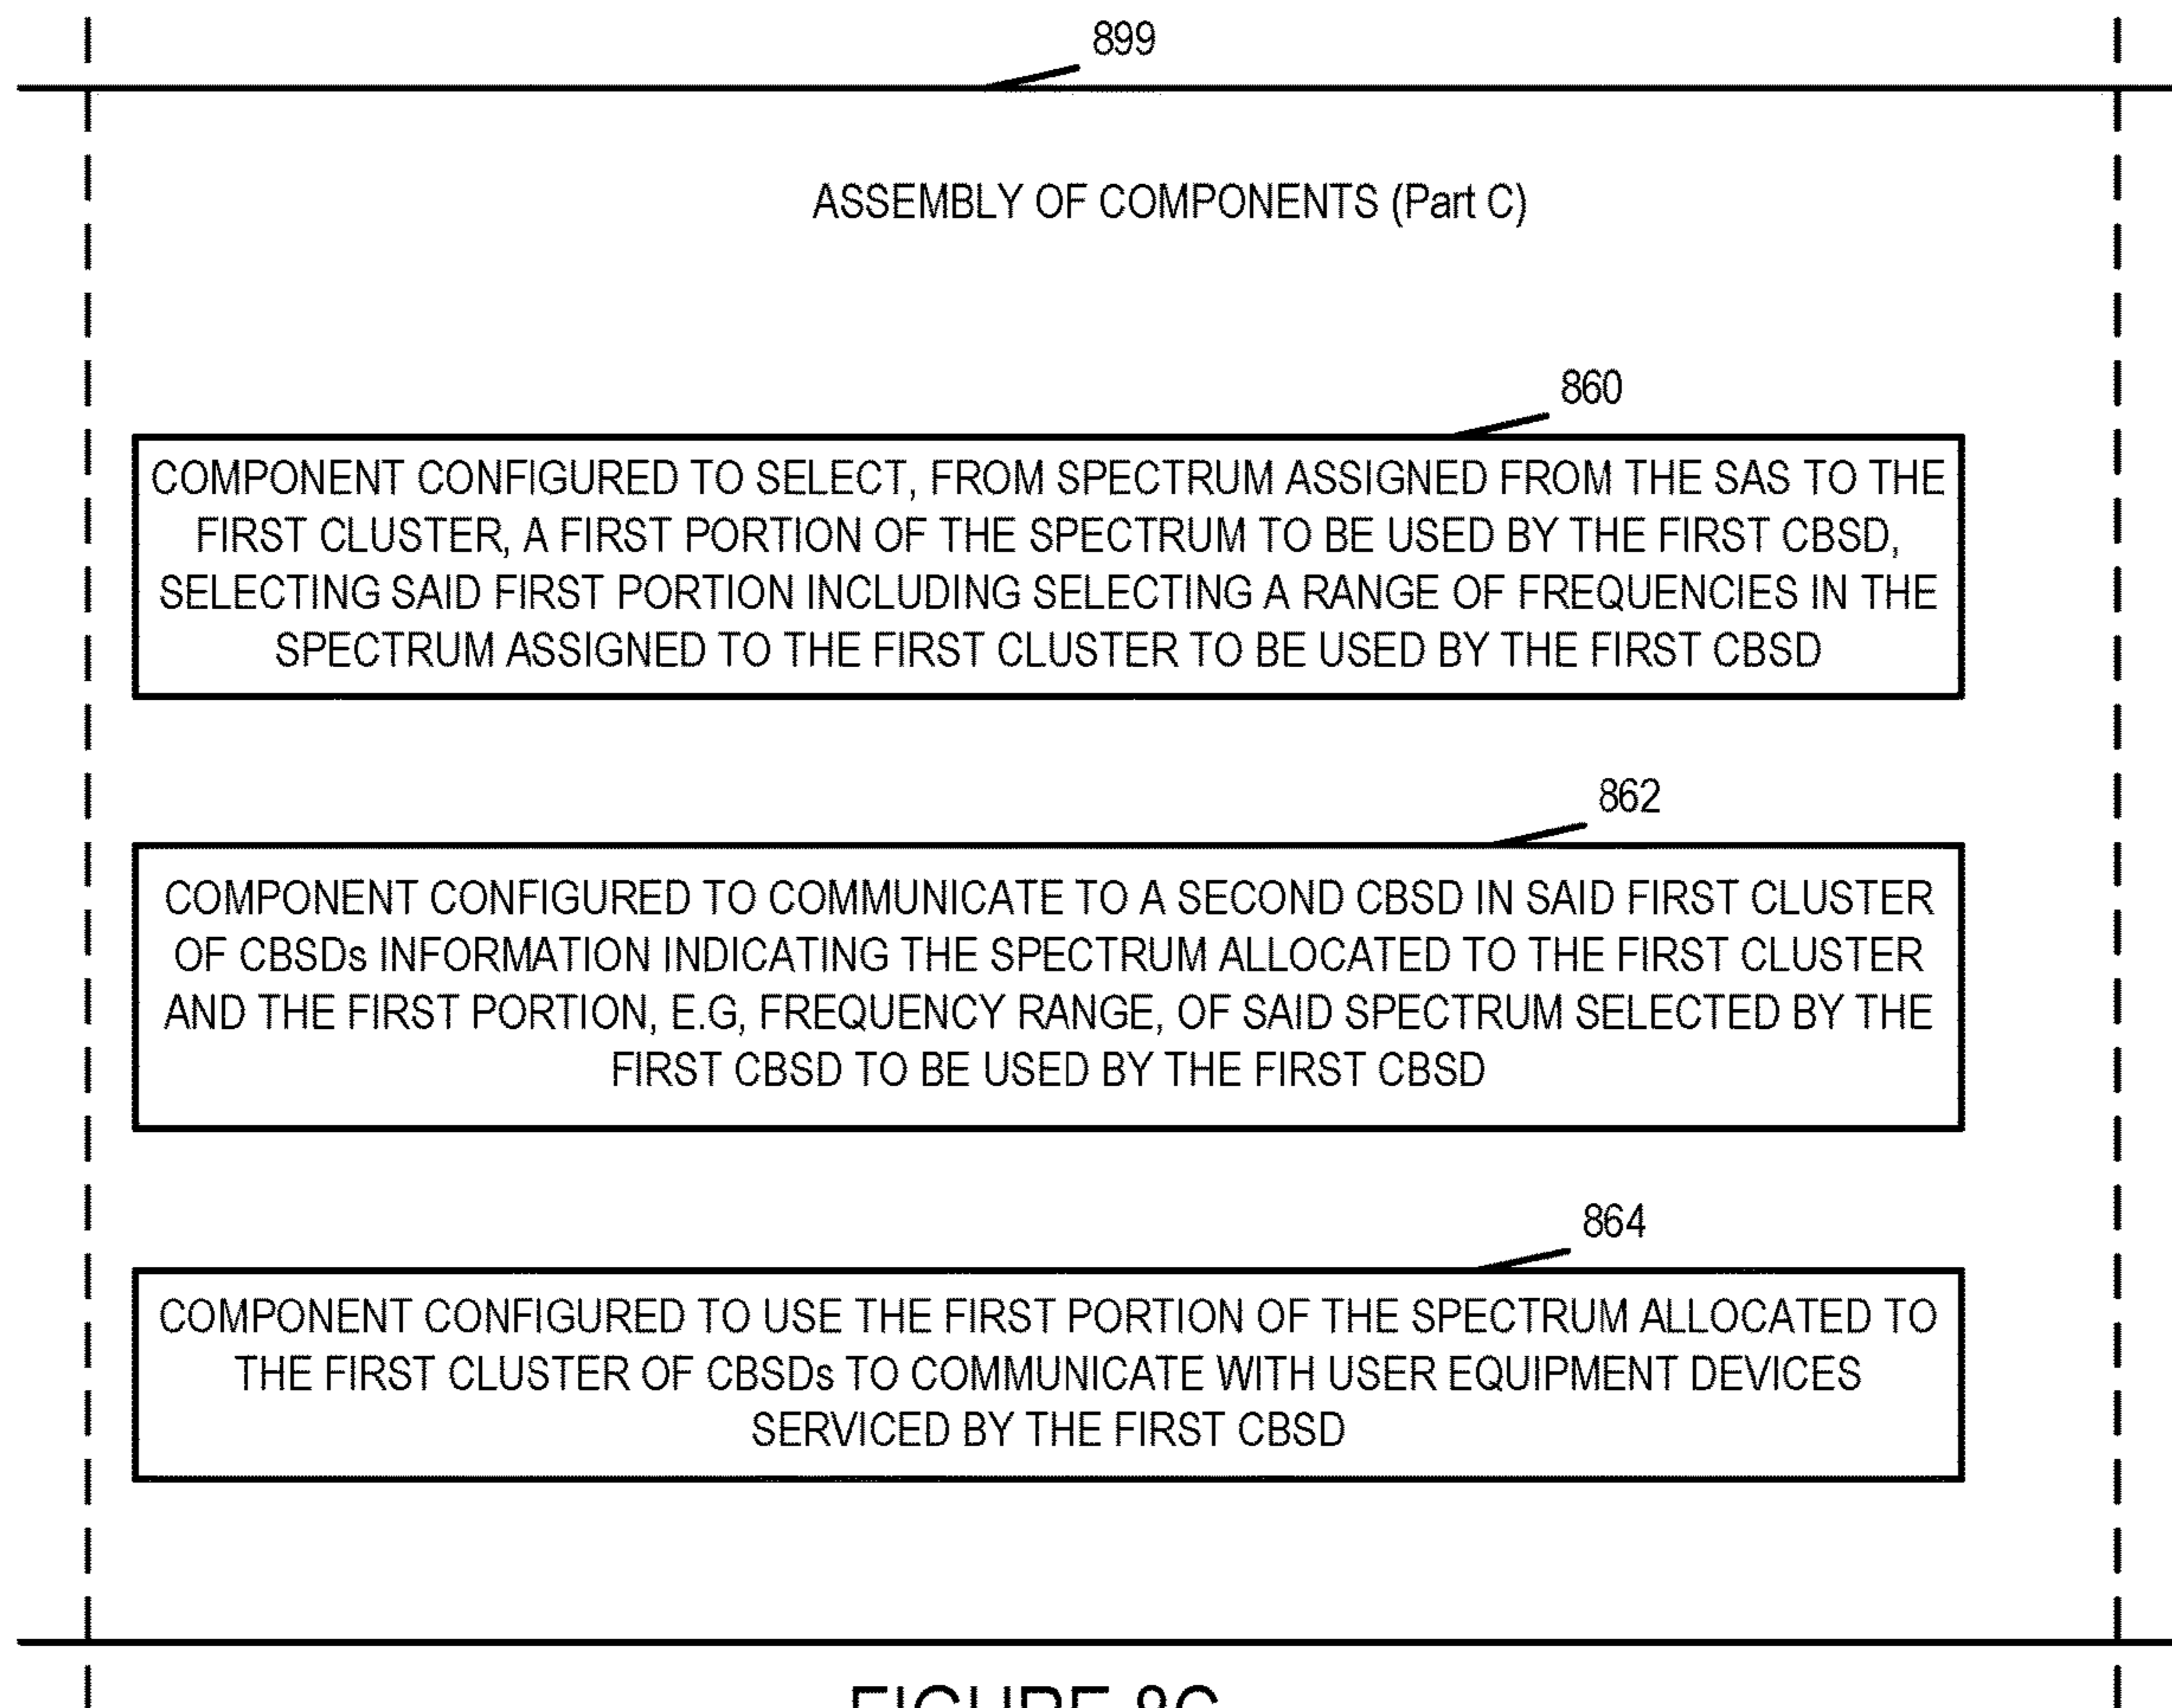 899
ASSEMBLY OF COMPONENTS (Part C)
860
COMPONENT CONFIGURED TO SELECT, FROM SPECTRUM ASSIGNED FROM THE SAS TO THE
FIRST CLUSTER, A FIRST PORTION OF THE SPECTRUM TO BE USED BY THE FIRST CBSD,
SELECTING SAID FIRST PORTION INCLUDING SELECTING A RANGE OF FREQUENCIES IN THE
SPECTRUM ASSIGNED TO THE FIRST CLUSTER TO BE USED BY THE FIRST CBSD
862
COMPONENT CONFIGURED TO COMMUNICATE TO A SECOND CBSD IN SAID FIRST CLUSTER
OF CBSDs INFORMATION INDICATING THE SPECTRUM ALLOCATED TO THE FIRST CLUSTER
AND THE FIRST PORTION, E.G, FREQUENCY RANGE, OF SAID SPECTRUM SELECTED BY THE
FIRST CBSD TO BE USED BY THE FIRST CBSD
864
COMPONENT CONFIGURED TO USE THE FIRST PORTION OF THE SPECTRUM ALLOCATED TO
THE FIRST CLUSTER OF CBSDs TO COMMUNICATE WITH USER EQUIPMENT DEVICES
SERVICED BY THE FIRST CBSD
FIGURE 8C